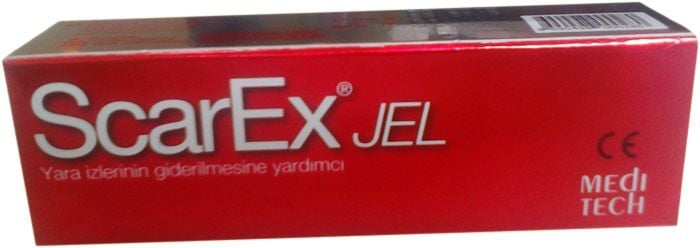 ScarEx® JEL
Yara izlerinin giderilmesine yardımcı
CE
MEdi
TECH